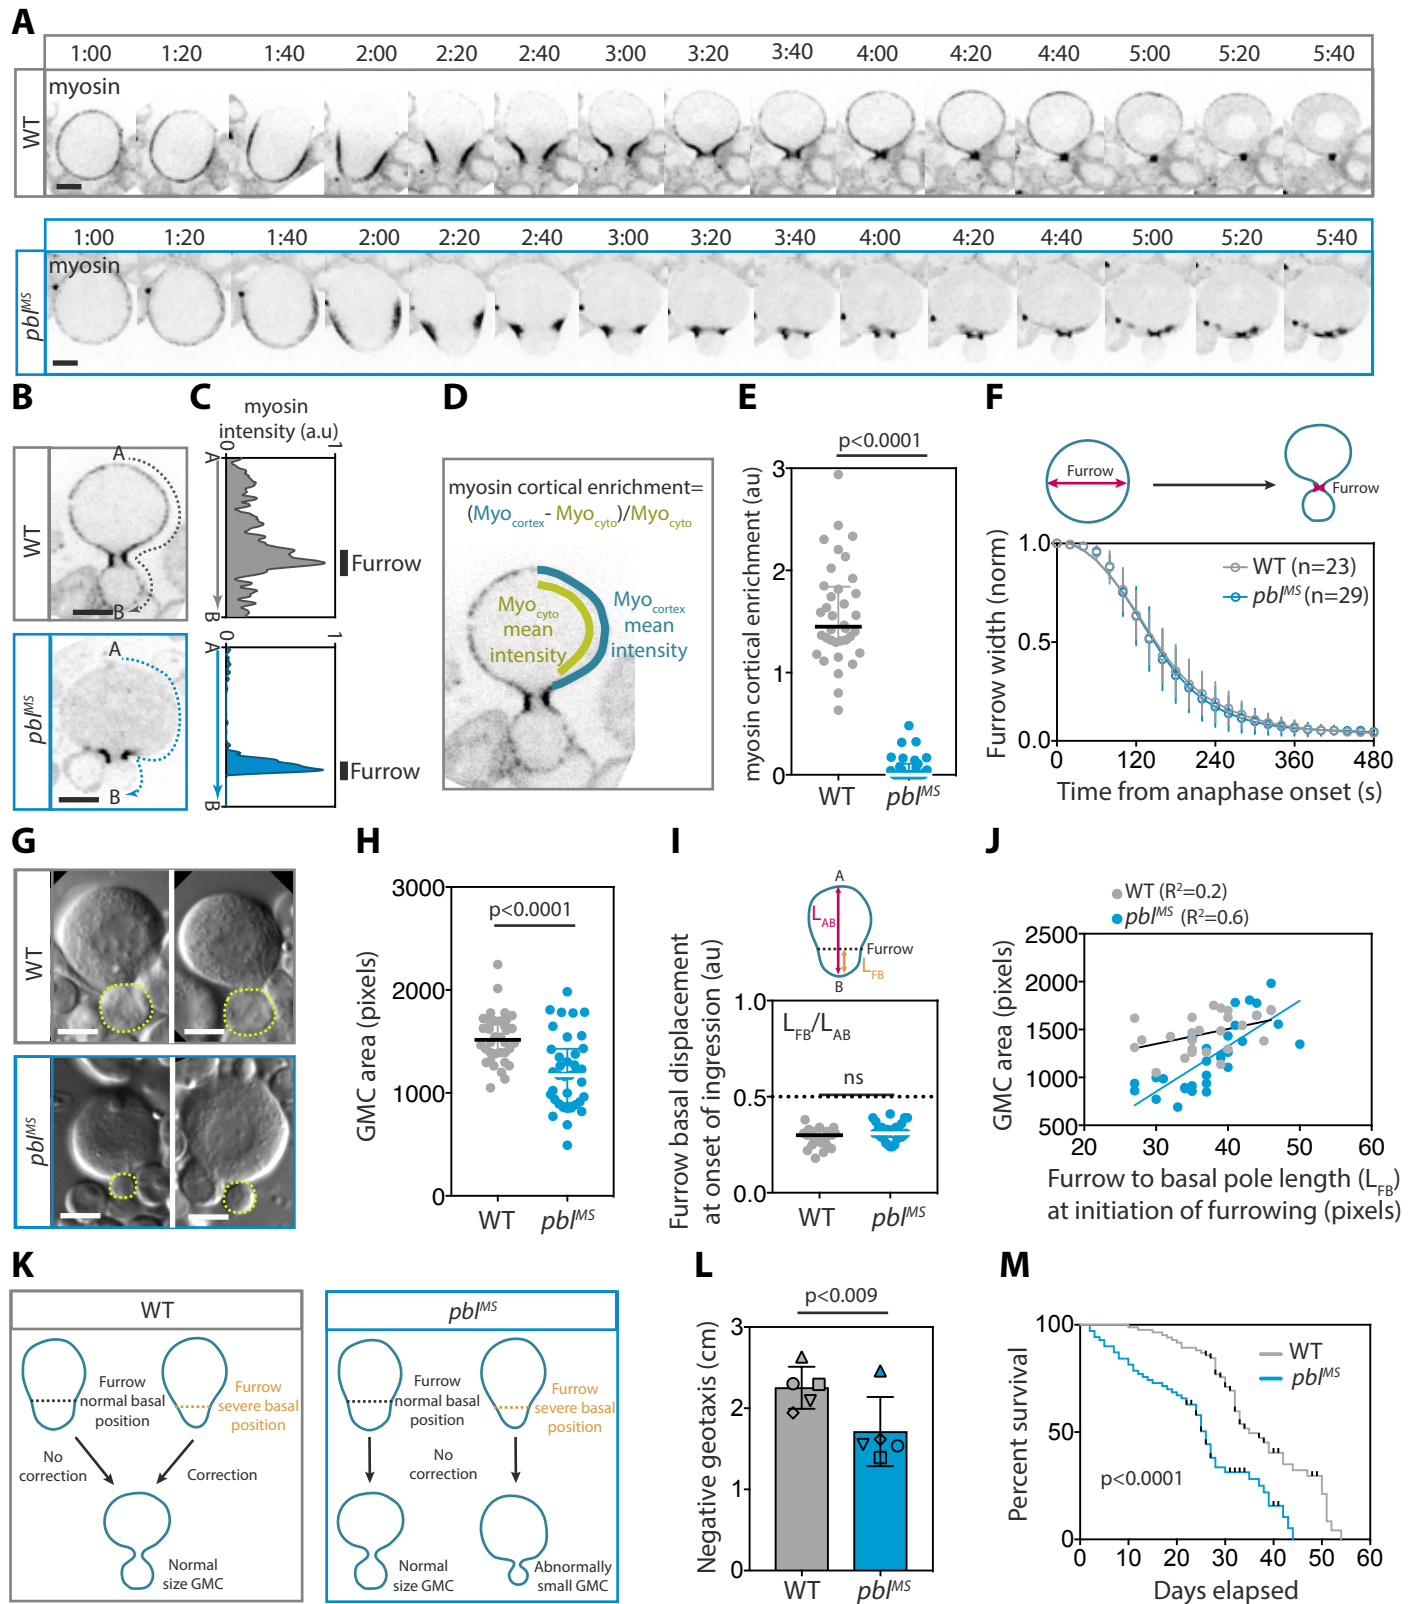 A
1:00 1:20 1:40 2:00 2:20 2:40 3:00 3:20 3:40 4:00 4:20 4:40 5:00 5:20 5:40
WT
myosin
1:00 1:20 1:40 2:00 2:20 2:40 3:00 3:20 3:40 4:00 4:20 4:40 5:00 5:20 5:40
pbl^MS
myosin
B
WT
A
B
pbl^MS
A
B
C
myosin
intensity (a.u)
0 1
A
B
Furrow
0 1
A
B
Furrow
D
myosin cortical enrichment=
(Myo_cortex - Myo_cyto)/Myo_cyto
Myo_cyto
mean
intensity
Myo_cortex
mean
intensity
E
p<0.0001
myosin cortical enrichment (au)
3
2
1
0
WT pbl^MS
F
Furrow
Furrow
Furrow width (norm)
1.0
0.5
0.0
WT (n=23)
pbl^MS (n=29)
0 120 240 360 480
Time from anaphase onset (s)
G
WT
pbl^MS
H
GMC area (pixels)
3000
2000
1000
0
p<0.0001
WT pbl^MS
I
A
L_AB
Furrow
L_FB
B
Furrow basal displacement
at onset of ingression (au)
1.0
0.5
0.0
L_FB/L_AB
ns
WT pbl^MS
J
WT (R²=0.2)
pbl^MS (R²=0.6)
GMC area (pixels)
2500
2000
1500
1000
500
20 30 40 50 60
Furrow to basal pole length (L_FB)
at initiation of furrowing (pixels)
K
WT
Furrow
normal basal
position
Furrow
severe basal
position
No
correction
Correction
Normal
size GMC
pbl^MS
Furrow
normal basal
position
Furrow
severe basal
position
No
correction
Normal
size GMC
Abnormally
small GMC
L
p<0.009
Negative geotaxis (cm)
3
2
1
0
WT pbl^MS
M
Percent survival
100
50
0
WT
pbl^MS
p<0.0001
0 10 20 30 40 50 60
Days elapsed